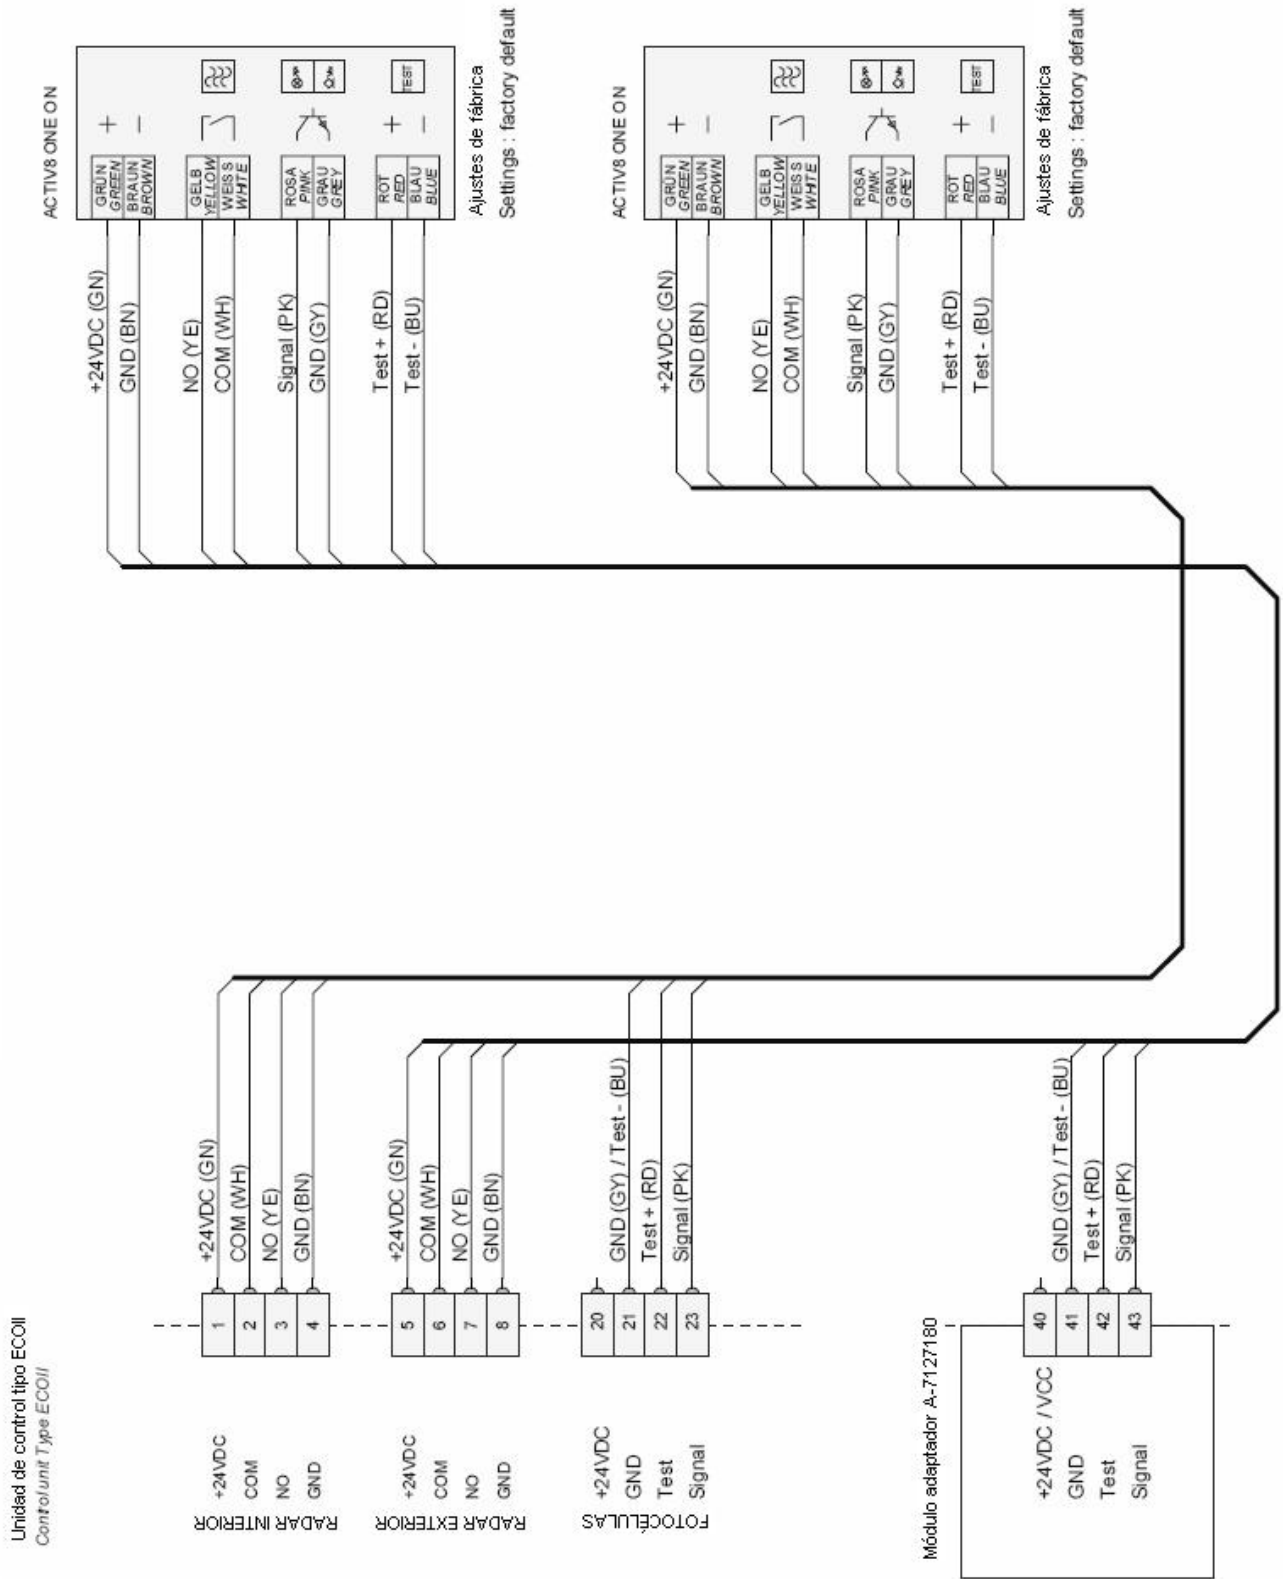 Unidad de control tipo ECOII
Control unit Type ECOII
RADAR INTERIOR
+24VDC
COM
NO
GND
1
2
3
4
+24VDC (GN)
COM (WH)
NO (YE)
GND (BN)
RADAR EXTERIOR
+24VDC
COM
NO
GND
5
6
7
8
+24VDC (GN)
COM (WH)
NO (YE)
GND (BN)
FOTOCÉLULAS
+24VDC
GND
Test
Signal
20
21
22
23
GND (GY) / Test - (BU)
Test + (RD)
Signal (PK)
Módulo adaptador A-7127180
+24VDC / VCC
GND
Test
Signal
40
41
42
43
GND (GY) / Test - (BU)
Test + (RD)
Signal (PK)
ACTIV8 ONE ON
+24VDC (GN)
GND (BN)
NO (YE)
COM (WH)
Signal (PK)
GND (GY)
Test + (RD)
Test - (BU)
GRÜN
GREEN
BRAUN
BROWN
+
−
GELB
YELLOW
WEISS
WHITE
ROSA
PINK
GRAU
GREY
ROT
RED
BLAU
BLUE
+
−
TEST
Ajustes de fábrica
Settings : factory default
ACTIV8 ONE ON
+24VDC (GN)
GND (BN)
NO (YE)
COM (WH)
Signal (PK)
GND (GY)
Test + (RD)
Test - (BU)
GRÜN
GREEN
BRAUN
BROWN
+
−
GELB
YELLOW
WEISS
WHITE
ROSA
PINK
GRAU
GREY
ROT
RED
BLAU
BLUE
+
−
TEST
Ajustes de fábrica
Settings : factory default